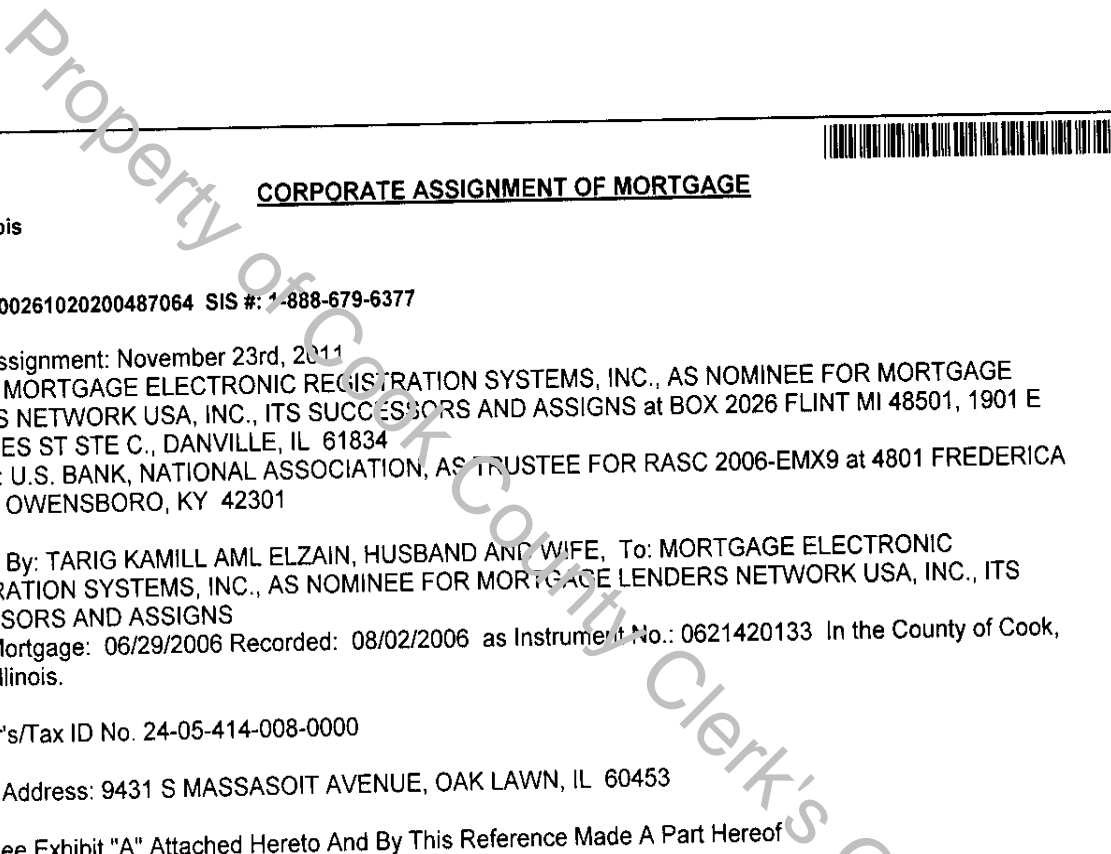 CORPORATE ASSIGNMENT OF MORTGAGE
ois
00261020200487064 SIS #: 1-888-679-6377
ssignment: November 23rd, 2011
MORTGAGE ELECTRONIC REGISTRATION SYSTEMS, INC., AS NOMINEE FOR MORTGAGE
S NETWORK USA, INC., ITS SUCCESSORS AND ASSIGNS at BOX 2026 FLINT MI 48501, 1901 E
ES ST STE C., DANVILLE, IL 61834
: U.S. BANK, NATIONAL ASSOCIATION, AS TRUSTEE FOR RASC 2006-EMX9 at 4801 FREDERICA
OWENSBORO, KY 42301
By: TARIG KAMILL AML ELZAIN, HUSBAND AND WIFE, To: MORTGAGE ELECTRONIC
RATION SYSTEMS, INC., AS NOMINEE FOR MORTGAGE LENDERS NETWORK USA, INC., ITS
SORS AND ASSIGNS
Mortgage: 06/29/2006 Recorded: 08/02/2006 as Instrument No.: 0621420133 In the County of Cook,
llinois.
r's/Tax ID No. 24-05-414-008-0000
Address: 9431 S MASSASOIT AVENUE, OAK LAWN, IL 60453
ee Exhibit "A" Attached Hereto And By This Reference Made A Part Hereof
Property of Cook County Clerk's O